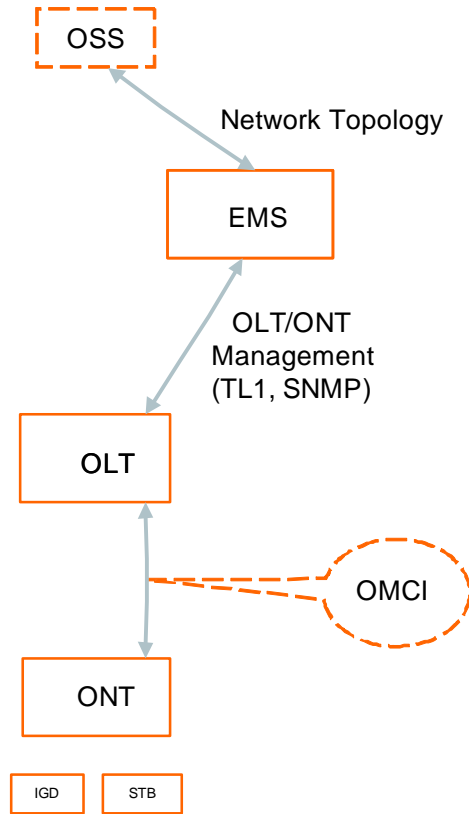 OSS
Network Topology
EMS
OLT/ONT
Management
(TL1, SNMP)
OLT
OMCI
ONT
IGD
STB